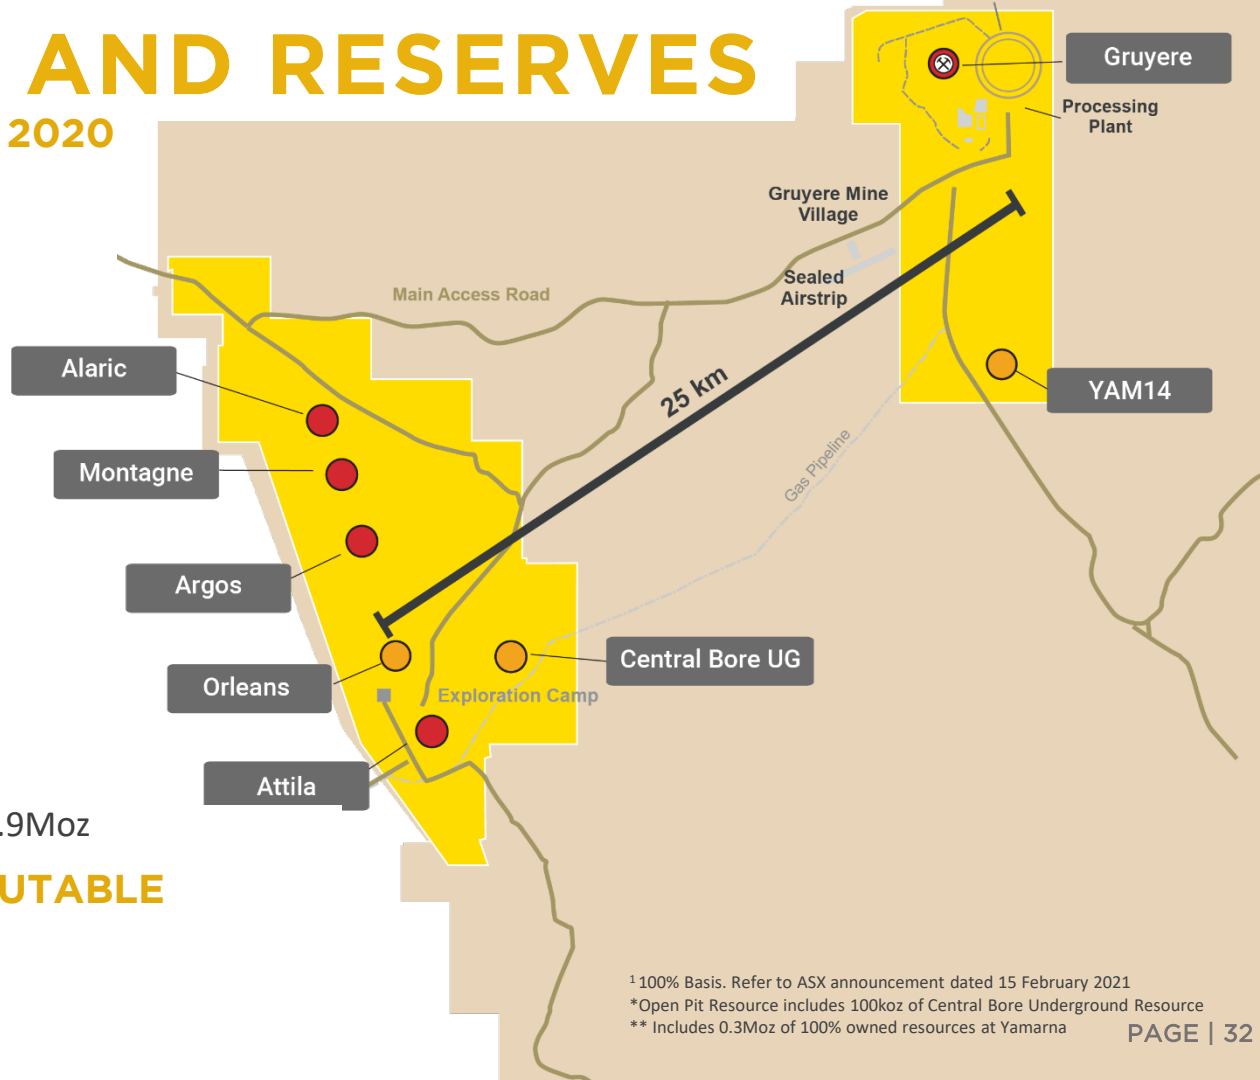 AND RESERVES
2020
Gruyere
Processing
Plant
Gruyere Mine
Village
Sealed
Airstrip
Main Access Road
Alaric
25 km
YAM14
Montagne
Gas Pipeline
Argos
Central Bore UG
Orleans
Exploration Camp
Attila
.9Moz
UTABLE
¹ 100% Basis. Refer to ASX announcement dated 15 February 2021
*Open Pit Resource includes 100koz of Central Bore Underground Resource
** Includes 0.3Moz of 100% owned resources at Yamarna
PAGE | 32